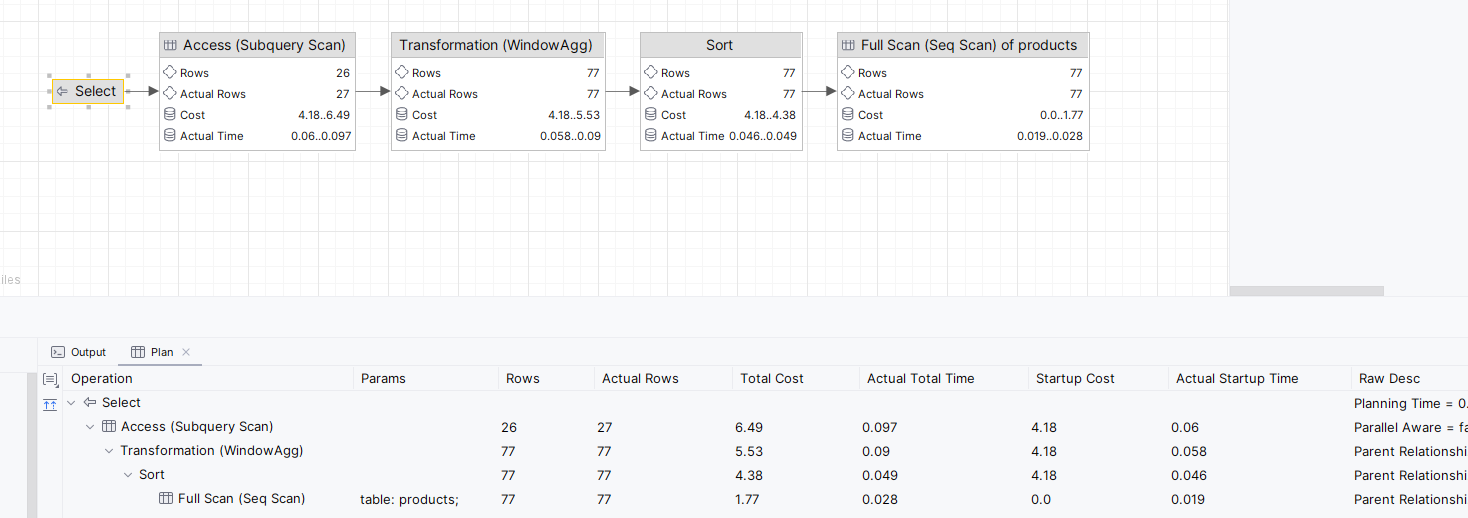 Access (Subquery Scan) Transformation (WindowAgg) Sort Full Scan (Seq Scan) of products
Rows 26 Rows 77 Rows 77 Rows 77
Select
Actual Rows 27 Actual Rows 77 Actual Rows 77 Actual Rows 77
Cost 4.18..6.49 Cost 4.18..5.53 Cost 4.18..4.38 Cost 0.0..1.77
Actual Time 0.06..0.097 Actual Time 0.058..0.09 Actual Time 0.046..0.049 Actual Time 0.019..0.028
iles
Output Plan
Operation Params Rows Actual Rows Total Cost Actual Total Time Startup Cost Actual Startup Time Raw Desc
Select Planning Time = 0.
Access (Subquery Scan) 26 27 6.49 0.097 4.18 0.06 Parallel Aware = fa
Transformation (WindowAgg) 77 77 5.53 0.09 4.18 0.058 Parent Relationshi
Sort 77 77 4.38 0.049 4.18 0.046 Parent Relationshi
Full Scan (Seq Scan) table: products; 77 77 1.77 0.028 0.0 0.019 Parent Relationshi